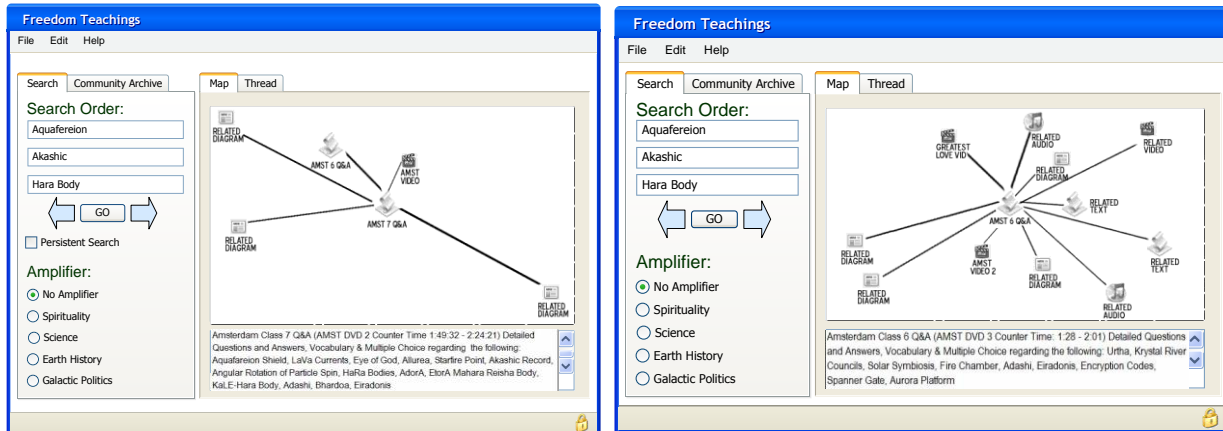 Freedom Teachings
File Edit Help
Search Community Archive
Map Thread
Search Order:
Aquafereion
Akashic
Hara Body
GO
Persistent Search
Amplifier:
No Amplifier
Spirituality
Science
Earth History
Galactic Politics
RELATED
DIAGRAM
AMST 6 Q&A
AMST
VIDEO
AMST 7 Q&A
RELATED
DIAGRAM
RELATED
DIAGRAM
Amsterdam Class 7 Q&A (AMST DVD 2 Counter Time 1:49:32 - 2:24:21) Detailed
Questions and Answers, Vocabulary & Multiple Choice regarding the following:
Aquafareion Shield, LaVa Currents, Eye of God, Allurea, Starfire Point, Akashic Record,
Angular Rotation of Particle Spin, HaRa Bodies, AdorA, EtorA Mahara Reisha Body,
KaLE-Hara Body, Adashi, Bhardoa, Eiradonis
Freedom Teachings
File Edit Help
Search Community Archive
Map Thread
Search Order:
Aquafereion
Akashic
Hara Body
GO
Amplifier:
No Amplifier
Spirituality
Science
Earth History
Galactic Politics
GREATEST
LOVE VID
RELATED
AUDIO
RELATED
VIDEO
RELATED
DIAGRAM
AMST 6 Q&A
RELATED
TEXT
RELATED
DIAGRAM
AMST
VIDEO 2
RELATED
TEXT
RELATED
DIAGRAM
RELATED
DIAGRAM
RELATED
AUDIO
Amsterdam Class 6 Q&A (AMST DVD 3 Counter Time: 1:28 - 2:01) Detailed Questions
and Answers, Vocabulary & Multiple Choice regarding the following: Urtha, Krystal River
Councils, Solar Symbiosis, Fire Chamber, Adashi, Eiradonis, Encryption Codes,
Spanner Gate, Aurora Platform